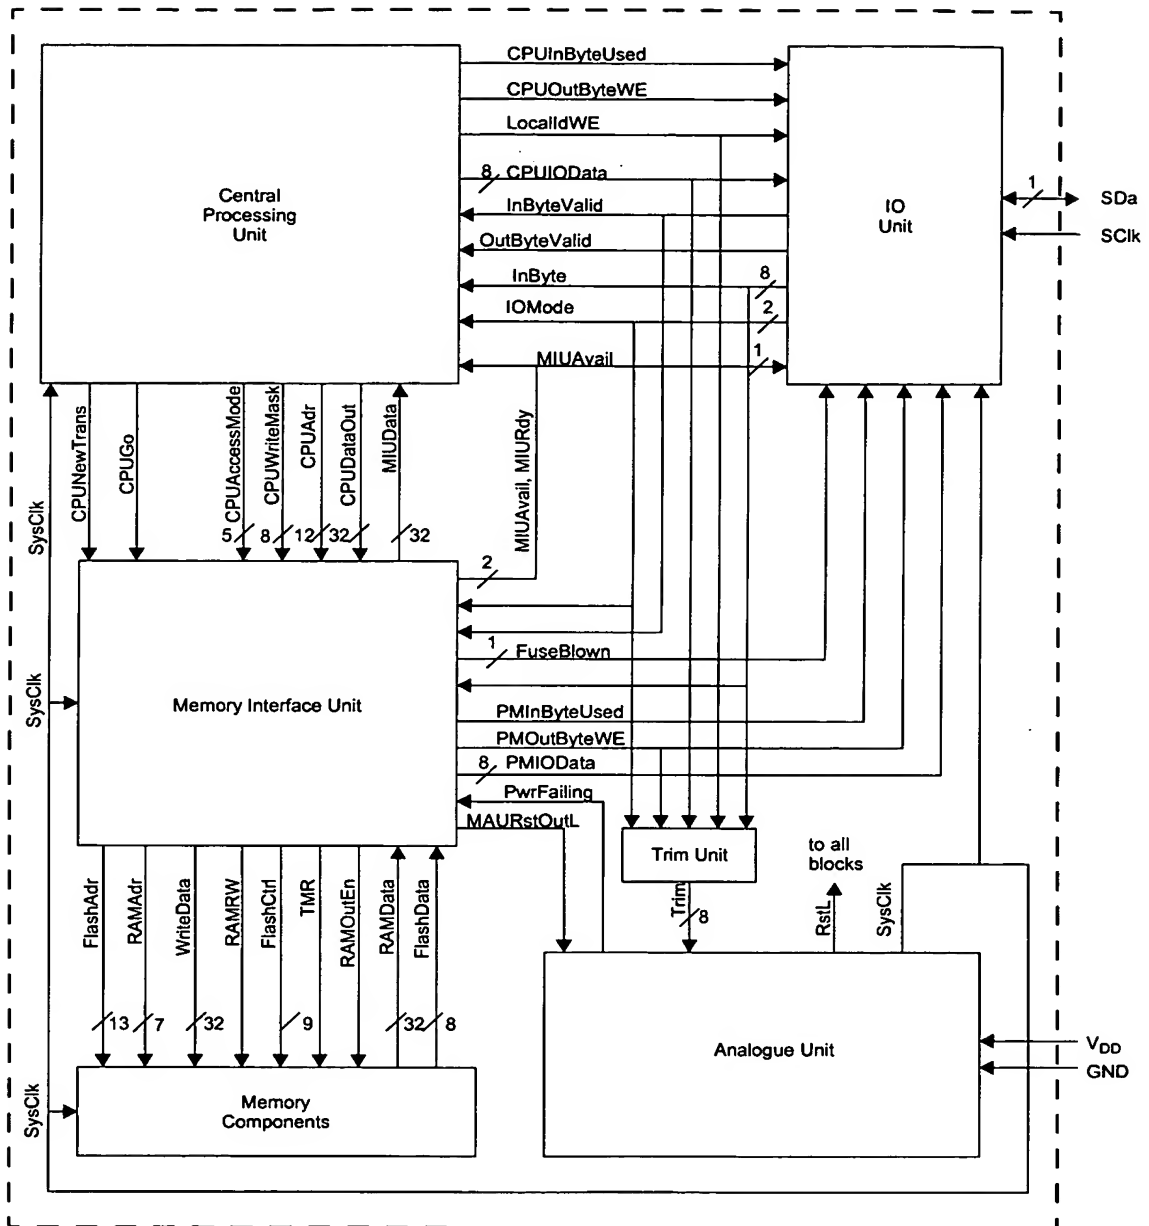 CPUInByteUsed
CPUOutByteWE
LocalIdWE
8 CPUIOData
InByteValid
OutByteValid
InByte 8
IOMode 2
MIUAvail 1
Central
Processing
Unit
IO
Unit
1 SDa
SClk
SysClk
CPUNewTrans
CPUGo
CPUAccessMode
CPUWriteMask
CPUAdr
CPUDataOut
MIUData
MIUAvail, MIURdy
5 8 12 32 32
2
1 FuseBlown
SysClk
Memory Interface Unit
PMInByteUsed
PMOutByteWE
8 PMIOData
PwrFailing
MAURstOutL
Trim Unit
to all
blocks
FlashAdr
RAMAdr
WriteData
RAMRW
FlashCtrl
TMR
RAMOutEn
RAMData
FlashData
Trim
8
RstL
SysClk
13 7 32 9 32 8
Analogue Unit
VDD
GND
SysClk
Memory
Components